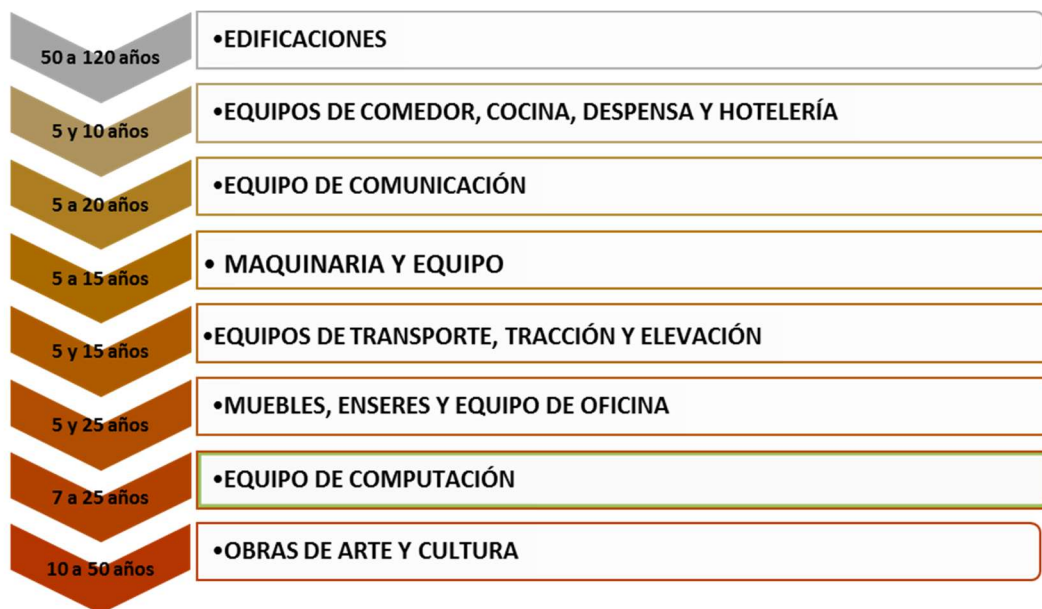 50 a 120 años
•EDIFICACIONES
5 y 10 años
•EQUIPOS DE COMEDOR, COCINA, DESPENSA Y HOTELERÍA
5 a 20 años
•EQUIPO DE COMUNICACIÓN
5 a 15 años
• MAQUINARIA Y EQUIPO
5 y 15 años
•EQUIPOS DE TRANSPORTE, TRACCIÓN Y ELEVACIÓN
5 y 25 años
•MUEBLES, ENSERES Y EQUIPO DE OFICINA
7 a 25 años
•EQUIPO DE COMPUTACIÓN
10 a 50 años
•OBRAS DE ARTE Y CULTURA